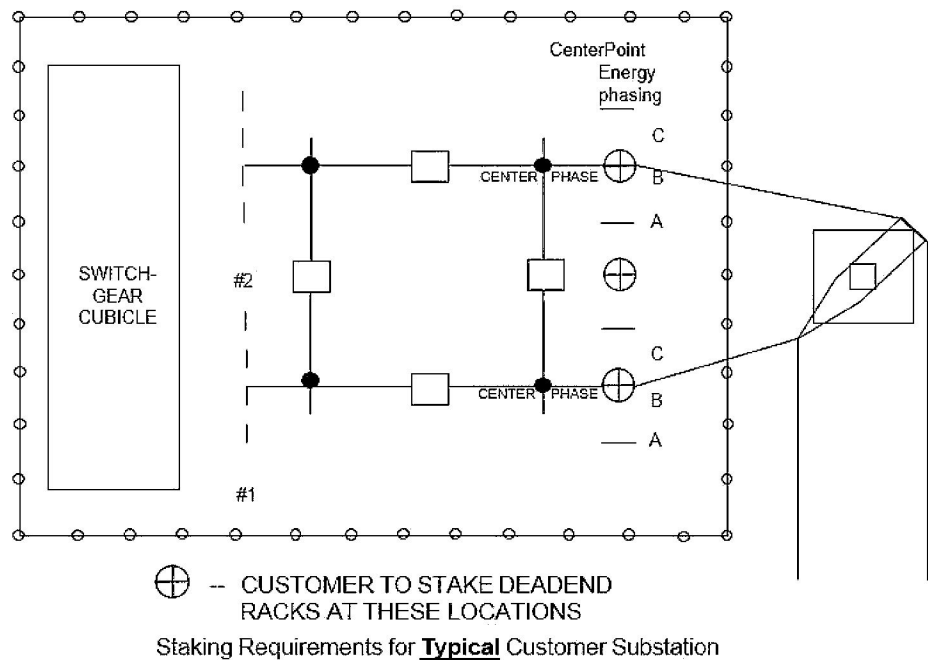 CenterPoint
Energy
phasing
C
CENTER PHASE
B
A
SWITCH-
GEAR
CUBICLE
#2
C
CENTER PHASE
B
A
#1
-- CUSTOMER TO STAKE DEADEND
RACKS AT THESE LOCATIONS
Staking Requirements for Typical Customer Substation